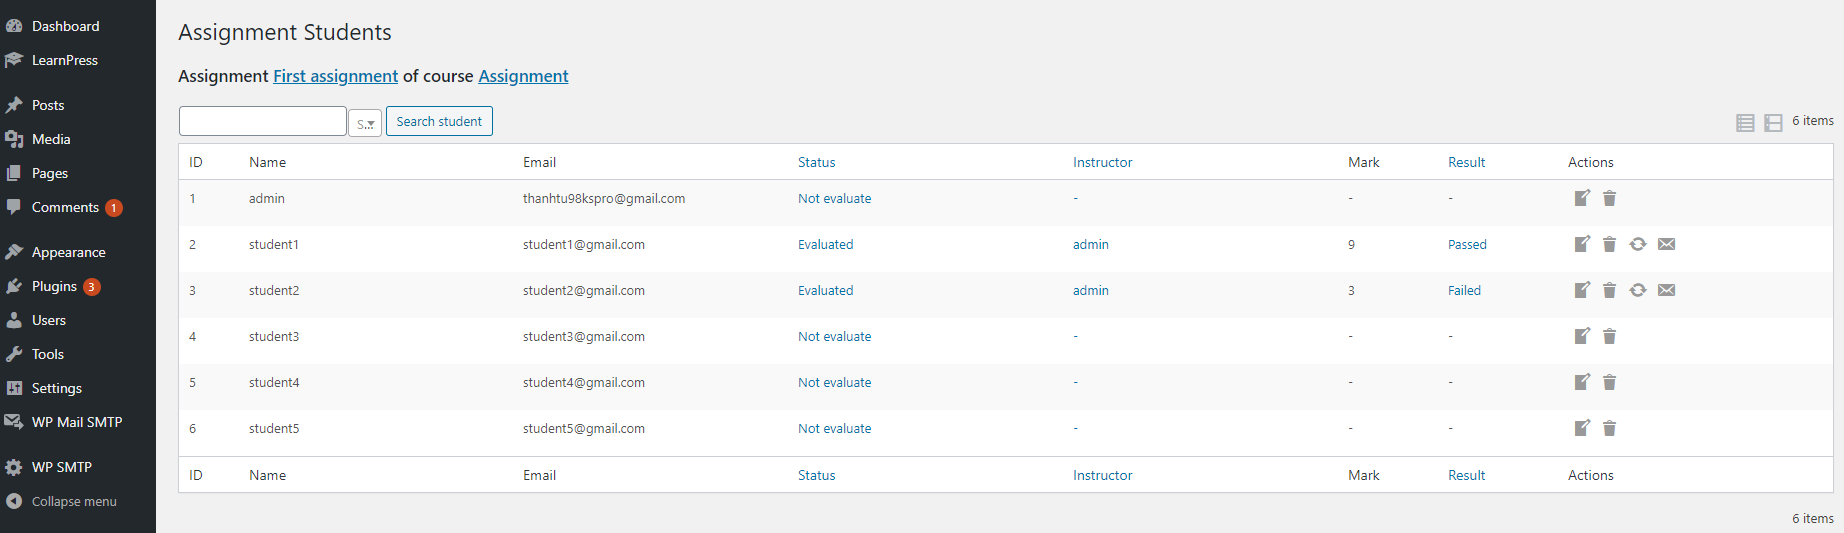 Dashboard
LearnPress
Posts
Media
Pages
Comments 1
Appearance
Plugins 3
Users
Tools
Settings
WP Mail SMTP
WP SMTP
Collapse menu
Assignment Students
Assignment First assignment of course Assignment
S... Search student
6 items
ID Name Email Status Instructor Mark Result Actions
1 admin thanhtu98kspro@gmail.com Not evaluate - - -
2 student1 student1@gmail.com Evaluated admin 9 Passed
3 student2 student2@gmail.com Evaluated admin 3 Failed
4 student3 student3@gmail.com Not evaluate - - -
5 student4 student4@gmail.com Not evaluate - - -
6 student5 student5@gmail.com Not evaluate - - -
ID Name Email Status Instructor Mark Result Actions
6 items